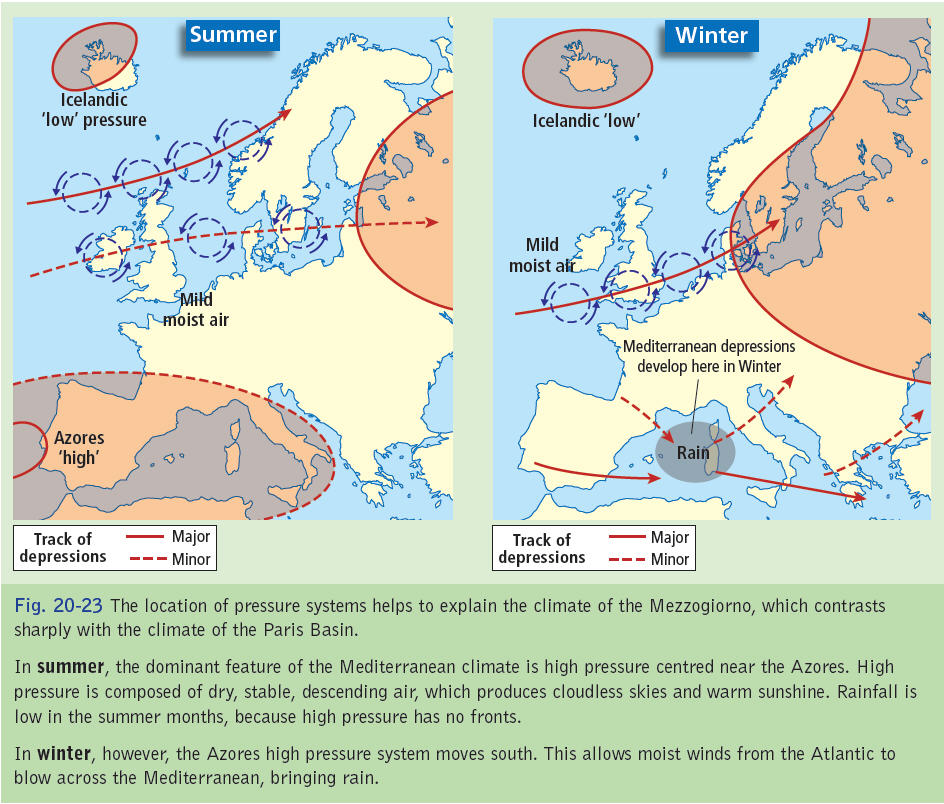 Summer
Icelandic
'low' pressure
Mild
moist air
Azores
'high'
Track of
depressions
Major
Minor
Winter
Icelandic 'low'
Mild
moist air
Mediterranean depressions
develop here in Winter
Rain
Track of
depressions
Major
Minor
Fig. 20-23 The location of pressure systems helps to explain the climate of the Mezzogiorno, which contrasts
sharply with the climate of the Paris Basin.
In summer, the dominant feature of the Mediterranean climate is high pressure centred near the Azores. High
pressure is composed of dry, stable, descending air, which produces cloudless skies and warm sunshine. Rainfall is
low in the summer months, because high pressure has no fronts.
In winter, however, the Azores high pressure system moves south. This allows moist winds from the Atlantic to
blow across the Mediterranean, bringing rain.